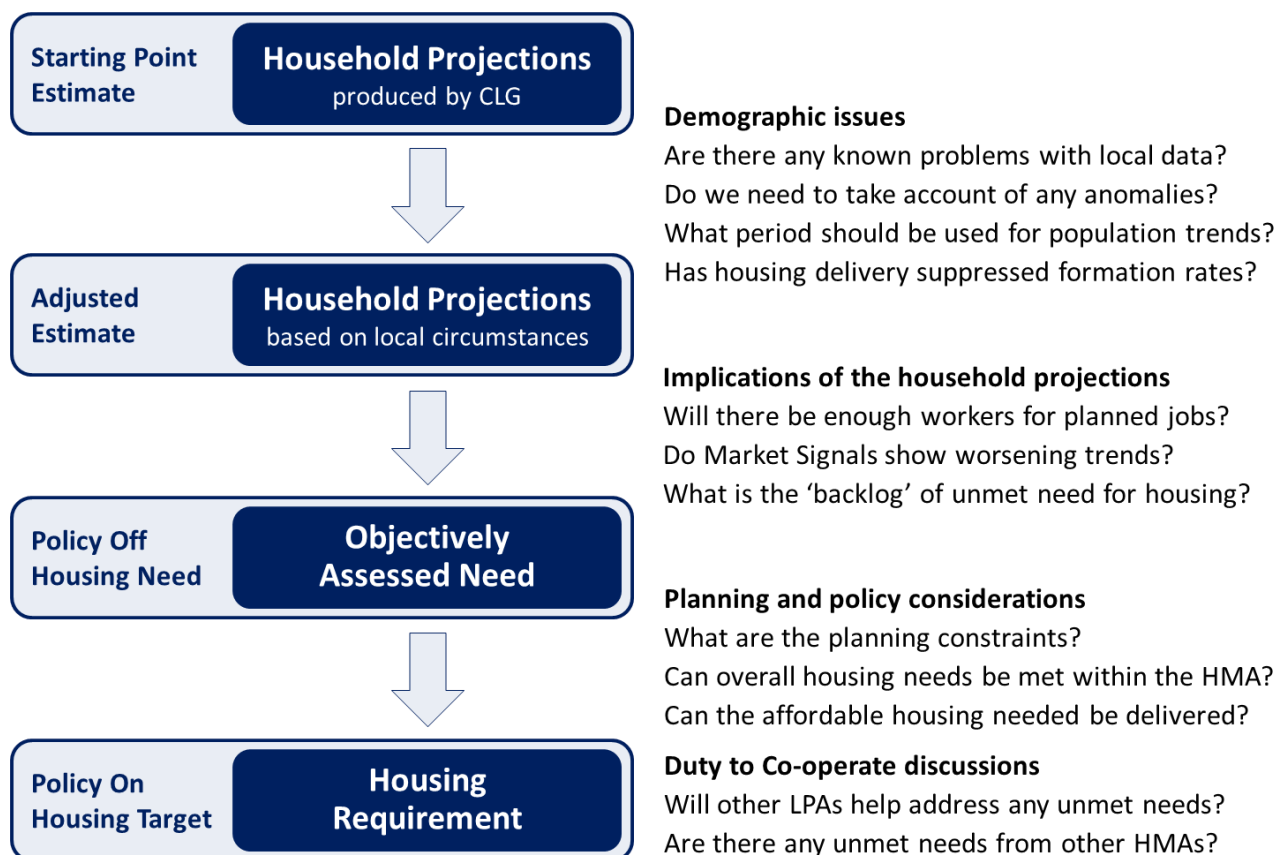 Starting Point
Estimate
Household Projections
produced by CLG
Demographic issues
Are there any known problems with local data?
Do we need to take account of any anomalies?
What period should be used for population trends?
Has housing delivery suppressed formation rates?
Adjusted
Estimate
Household Projections
based on local circumstances
Implications of the household projections
Will there be enough workers for planned jobs?
Do Market Signals show worsening trends?
What is the ‘backlog’ of unmet need for housing?
Policy Off
Housing Need
Objectively
Assessed Need
Planning and policy considerations
What are the planning constraints?
Can overall housing needs be met within the HMA?
Can the affordable housing needed be delivered?
Policy On
Housing Target
Housing
Requirement
Duty to Co-operate discussions
Will other LPAs help address any unmet needs?
Are there any unmet needs from other HMAs?